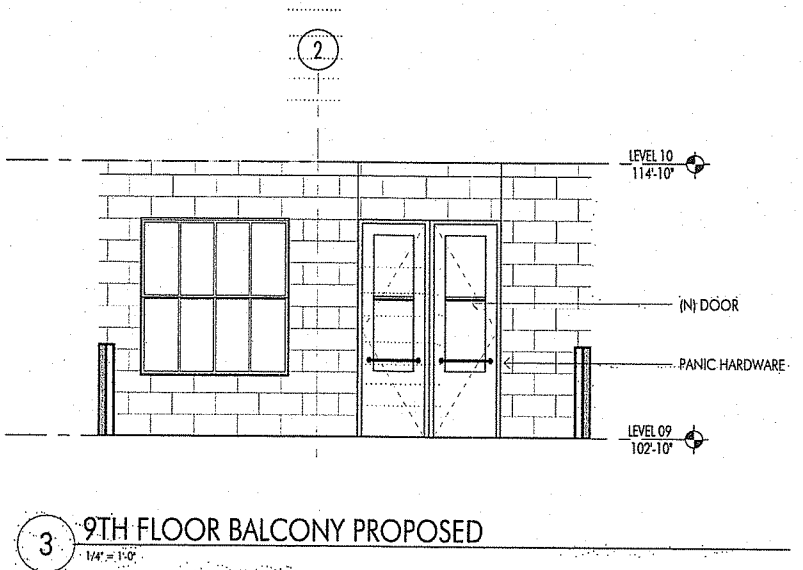 2
LEVEL 10
114'-10"
(N) DOOR
PANIC HARDWARE
LEVEL 09
102'-10"
3
9TH FLOOR BALCONY PROPOSED
1/4" = 1'-0"